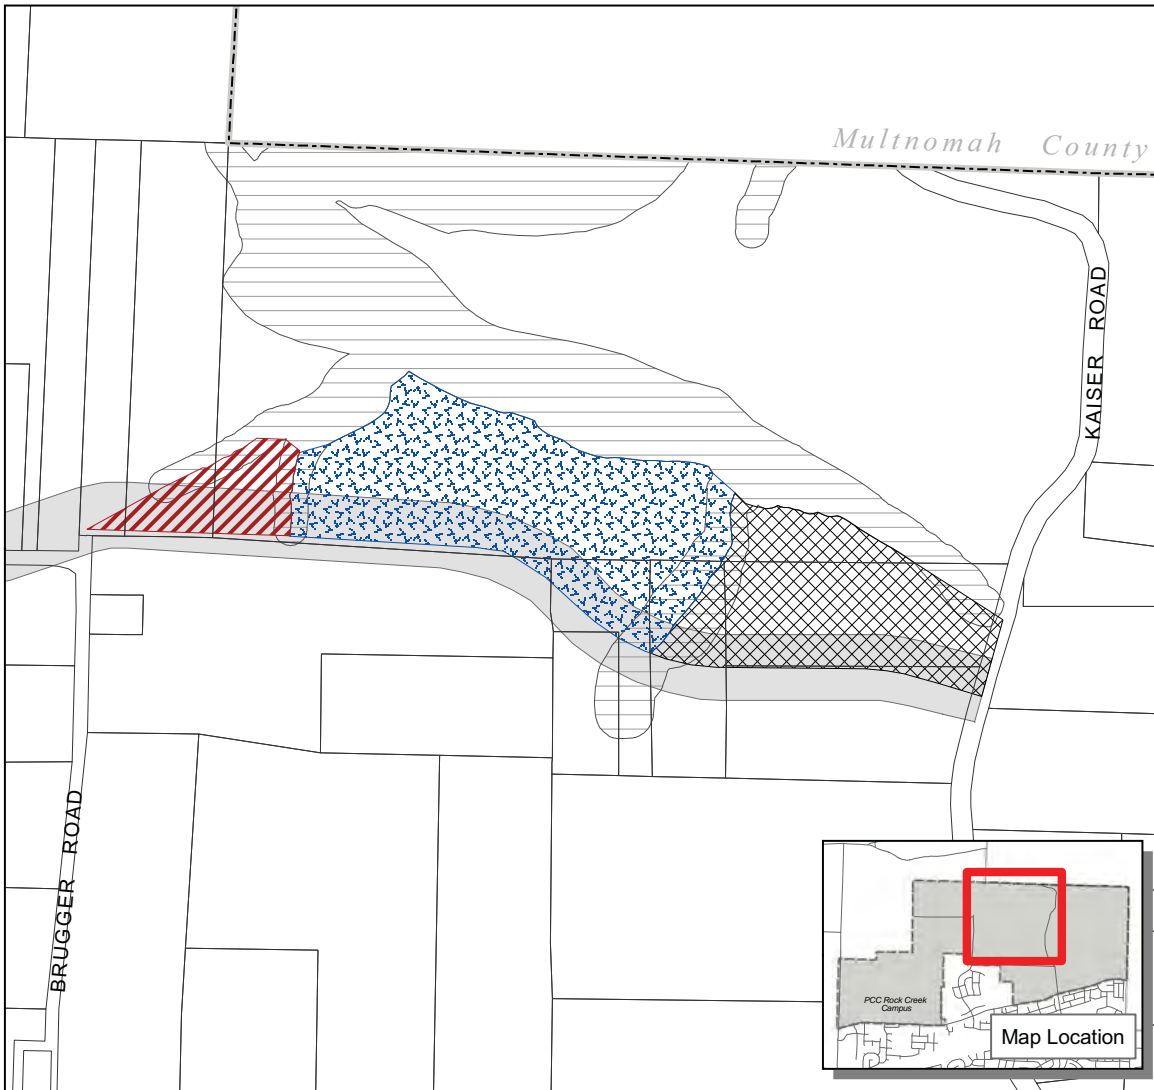 Multnomah County
KAISER ROAD
BRUGGER ROAD
PCC Rock Creek
Campus
Map Location